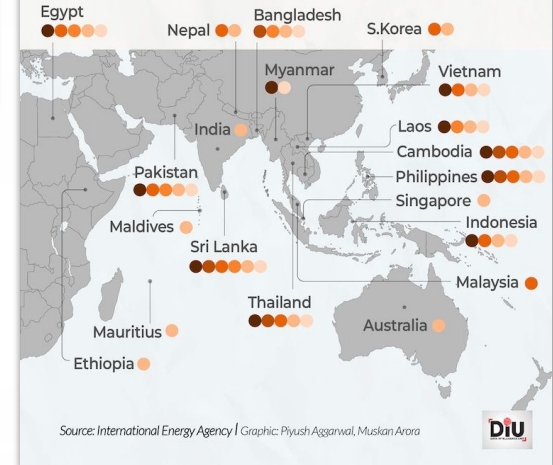 Egypt
Nepal
Bangladesh
S.Korea
Myanmar
Vietnam
India
Laos
Cambodia
Pakistan
Philippines
Singapore
Maldives
Indonesia
Sri Lanka
Malaysia
Thailand
Mauritius
Australia
Ethiopia
Source: International Energy Agency | Graphic: Piyush Aggarwal, Muskan Arora
DiU